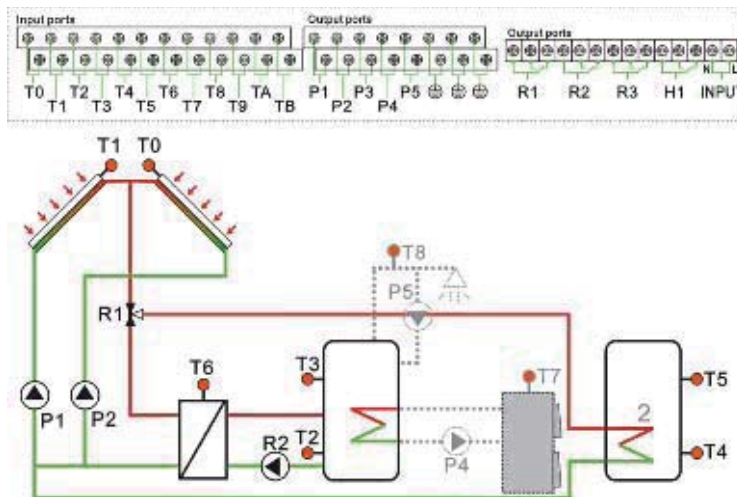 Input ports Output ports
Output ports
T0 T2 T4 T6 T8 TA P1 P3 P5
T1 T3 T5 T7 T9 TB P2 P4
R1 R2 R3 H1 INPUT
N L
T1 T0
T8
P5
R1
T3 T6 T7 T5
P1 P2
2
T2 R2 P4 T4